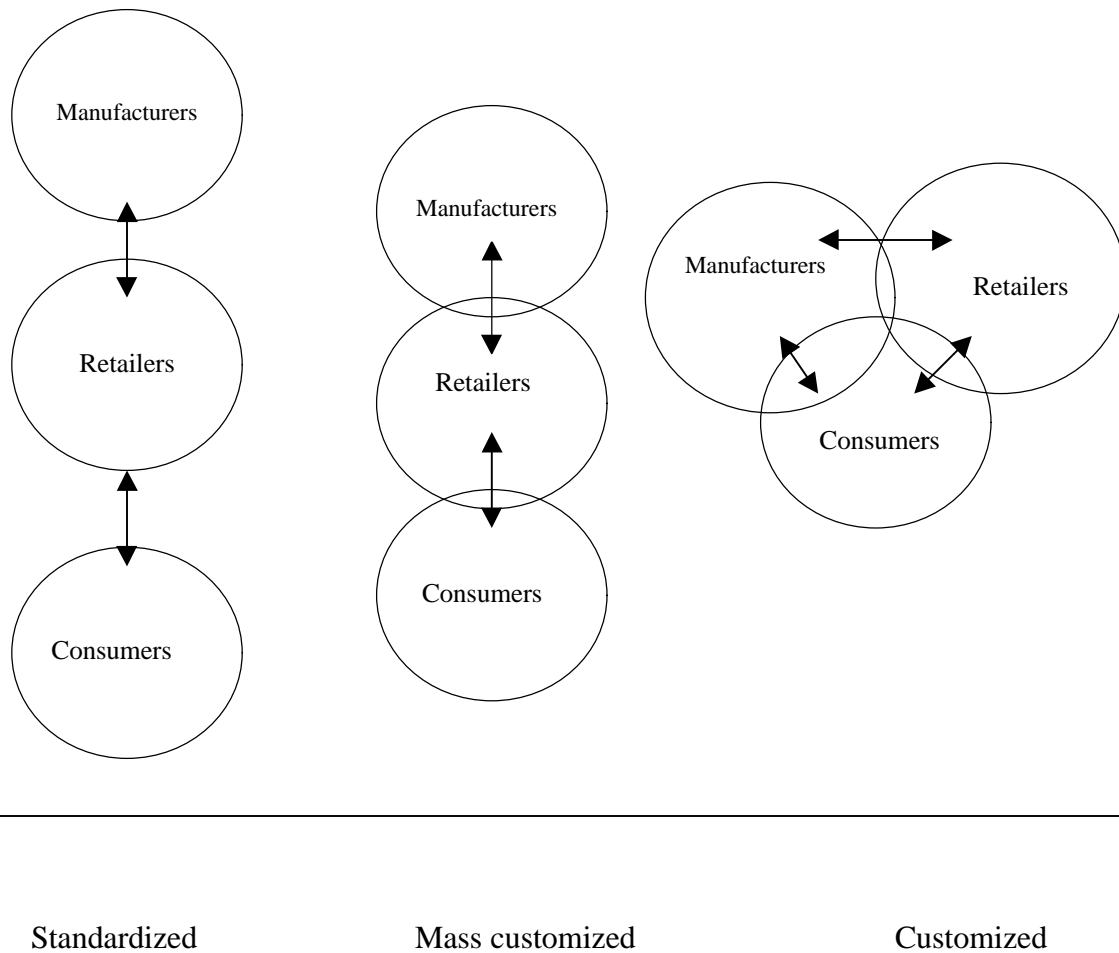 Manufacturers
Retailers
Consumers
Manufacturers
Retailers
Consumers
Manufacturers
Retailers
Consumers
Standardized
Mass customized
Customized